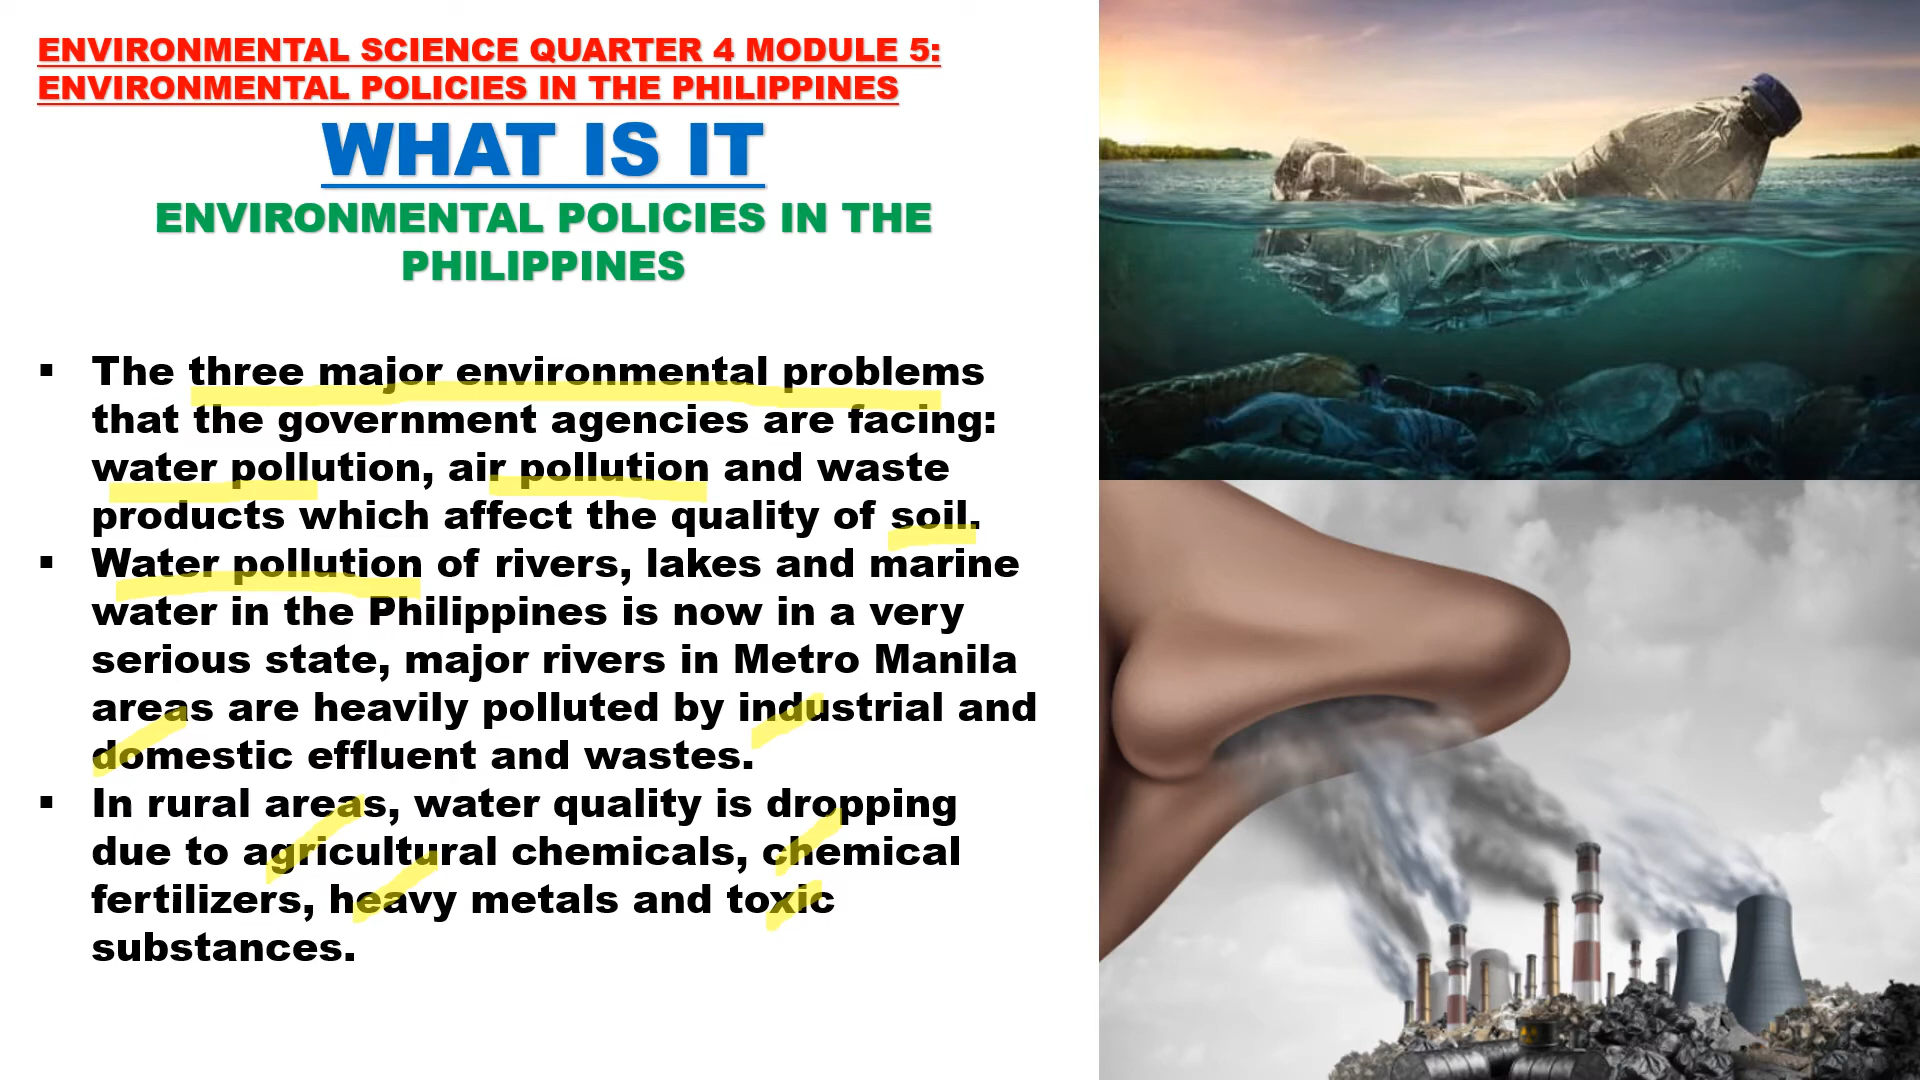 ENVIRONMENTAL SCIENCE QUARTER 4 MODULE 5:
ENVIRONMENTAL POLICIES IN THE PHILIPPINES
WHAT IS IT
ENVIRONMENTAL POLICIES IN THE
PHILIPPINES
▪ The three major environmental problems
that the government agencies are facing:
water pollution, air pollution and waste
products which affect the quality of soil.
▪ Water pollution of rivers, lakes and marine
water in the Philippines is now in a very
serious state, major rivers in Metro Manila
areas are heavily polluted by industrial and
domestic effluent and wastes.
▪ In rural areas, water quality is dropping
due to agricultural chemicals, chemical
fertilizers, heavy metals and toxic
substances.